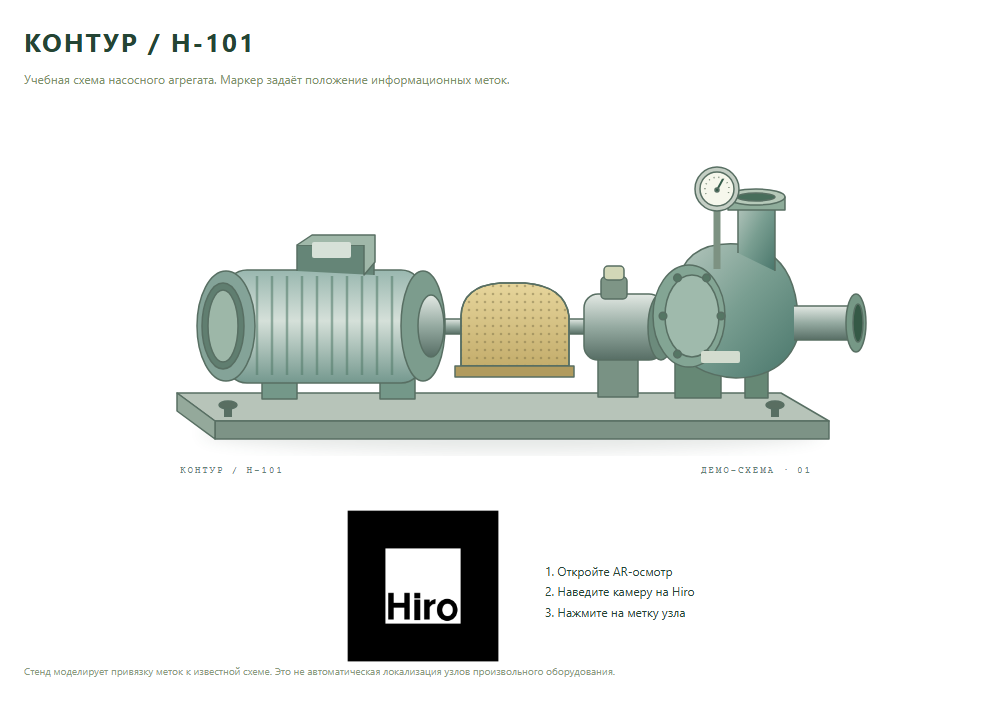 КОНТУР / Н-101
Учебная схема насосного агрегата. Маркер задаёт положение информационных меток.
КОНТУР / Н-101
ДЕМО-СХЕМА · 01
Hiro
1. Откройте AR-осмотр
2. Наведите камеру на Hiro
3. Нажмите на метку узла
Стенд моделирует привязку меток к известной схеме. Это не автоматическая локализация узлов произвольного оборудования.